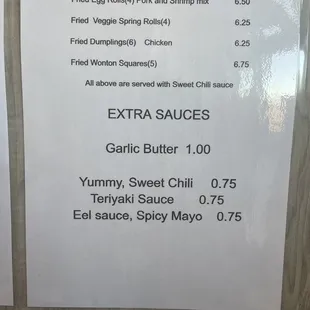 Fried Egg Rolls(4) Pork and Shrimp mix 6.50
Fried Veggie Spring Rolls(4) 6.25
Fried Dumplings(6) Chicken 6.25
Fried Wonton Squares(5) 6.75
All above are served with Sweet Chili sauce
EXTRA SAUCES
Garlic Butter 1.00
Yummy, Sweet Chili 0.75
Teriyaki Sauce 0.75
Eel sauce, Spicy Mayo 0.75